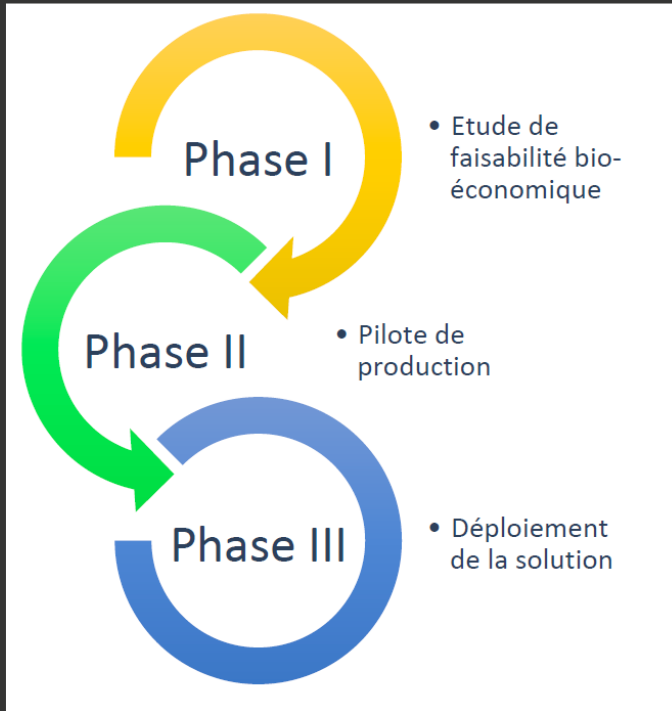 Phase I
• Etude de
faisabilité bio-
économique
Phase II
• Pilote de
production
Phase III
• Déploiement
de la solution